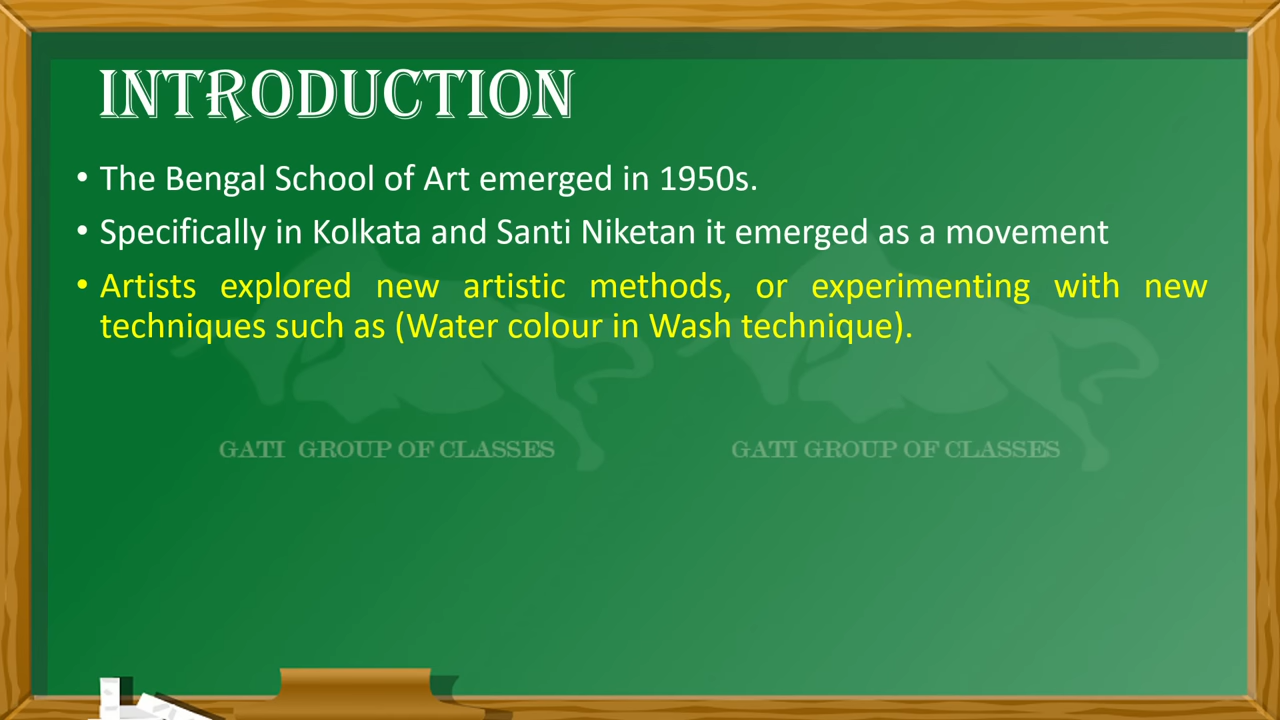 INTRODUCTION
• The Bengal School of Art emerged in 1950s.
• Specifically in Kolkata and Santi Niketan it emerged as a movement
• Artists explored new artistic methods, or experimenting with new
techniques such as (Water colour in Wash technique).
GATI GROUP OF CLASSES
GATI GROUP OF CLASSES